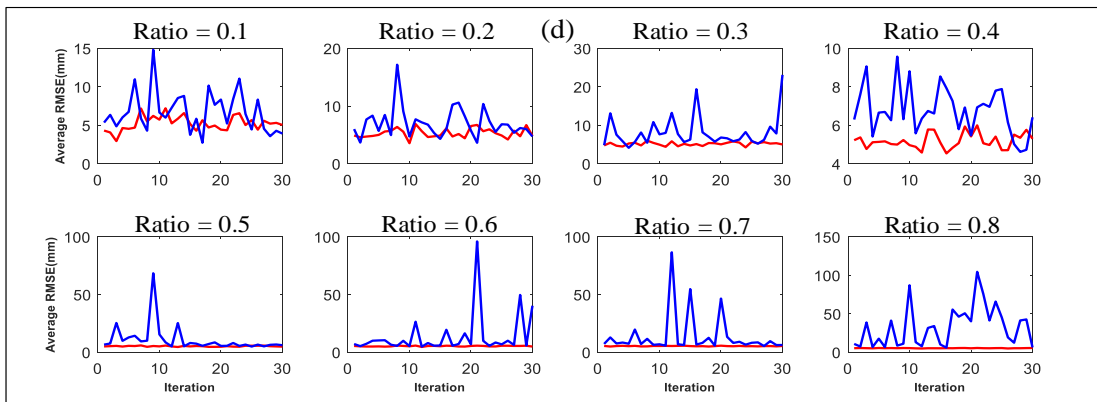 (d)
Ratio = 0.1
Ratio = 0.2
Ratio = 0.3
Ratio = 0.4
Average RMSE(mm)
15
10
5
0
0 10 20 30
20
10
0
0 10 20 30
30
20
10
0
0 10 20 30
10
8
6
4
0 10 20 30
Ratio = 0.5
Ratio = 0.6
Ratio = 0.7
Ratio = 0.8
Average RMSE(mm)
100
50
0
0 10 20 30
Iteration
100
50
0
0 10 20 30
Iteration
100
50
0
0 10 20 30
Iteration
150
100
50
0
0 10 20 30
Iteration